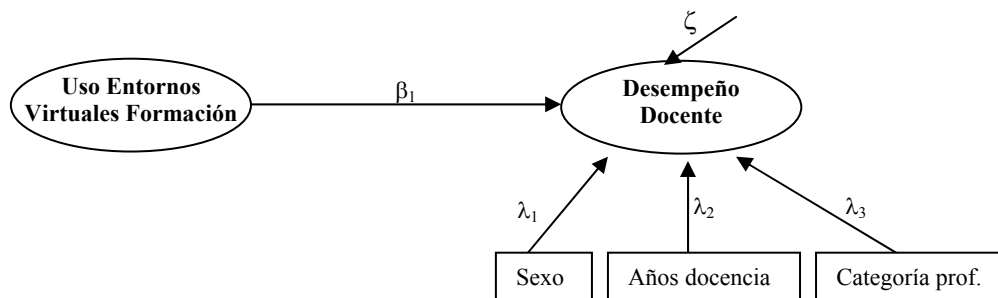 ζ
Uso Entornos
Virtuales Formación
β₁
Desempeño
Docente
λ₁
λ₂
λ₃
Sexo
Años docencia
Categoría prof.